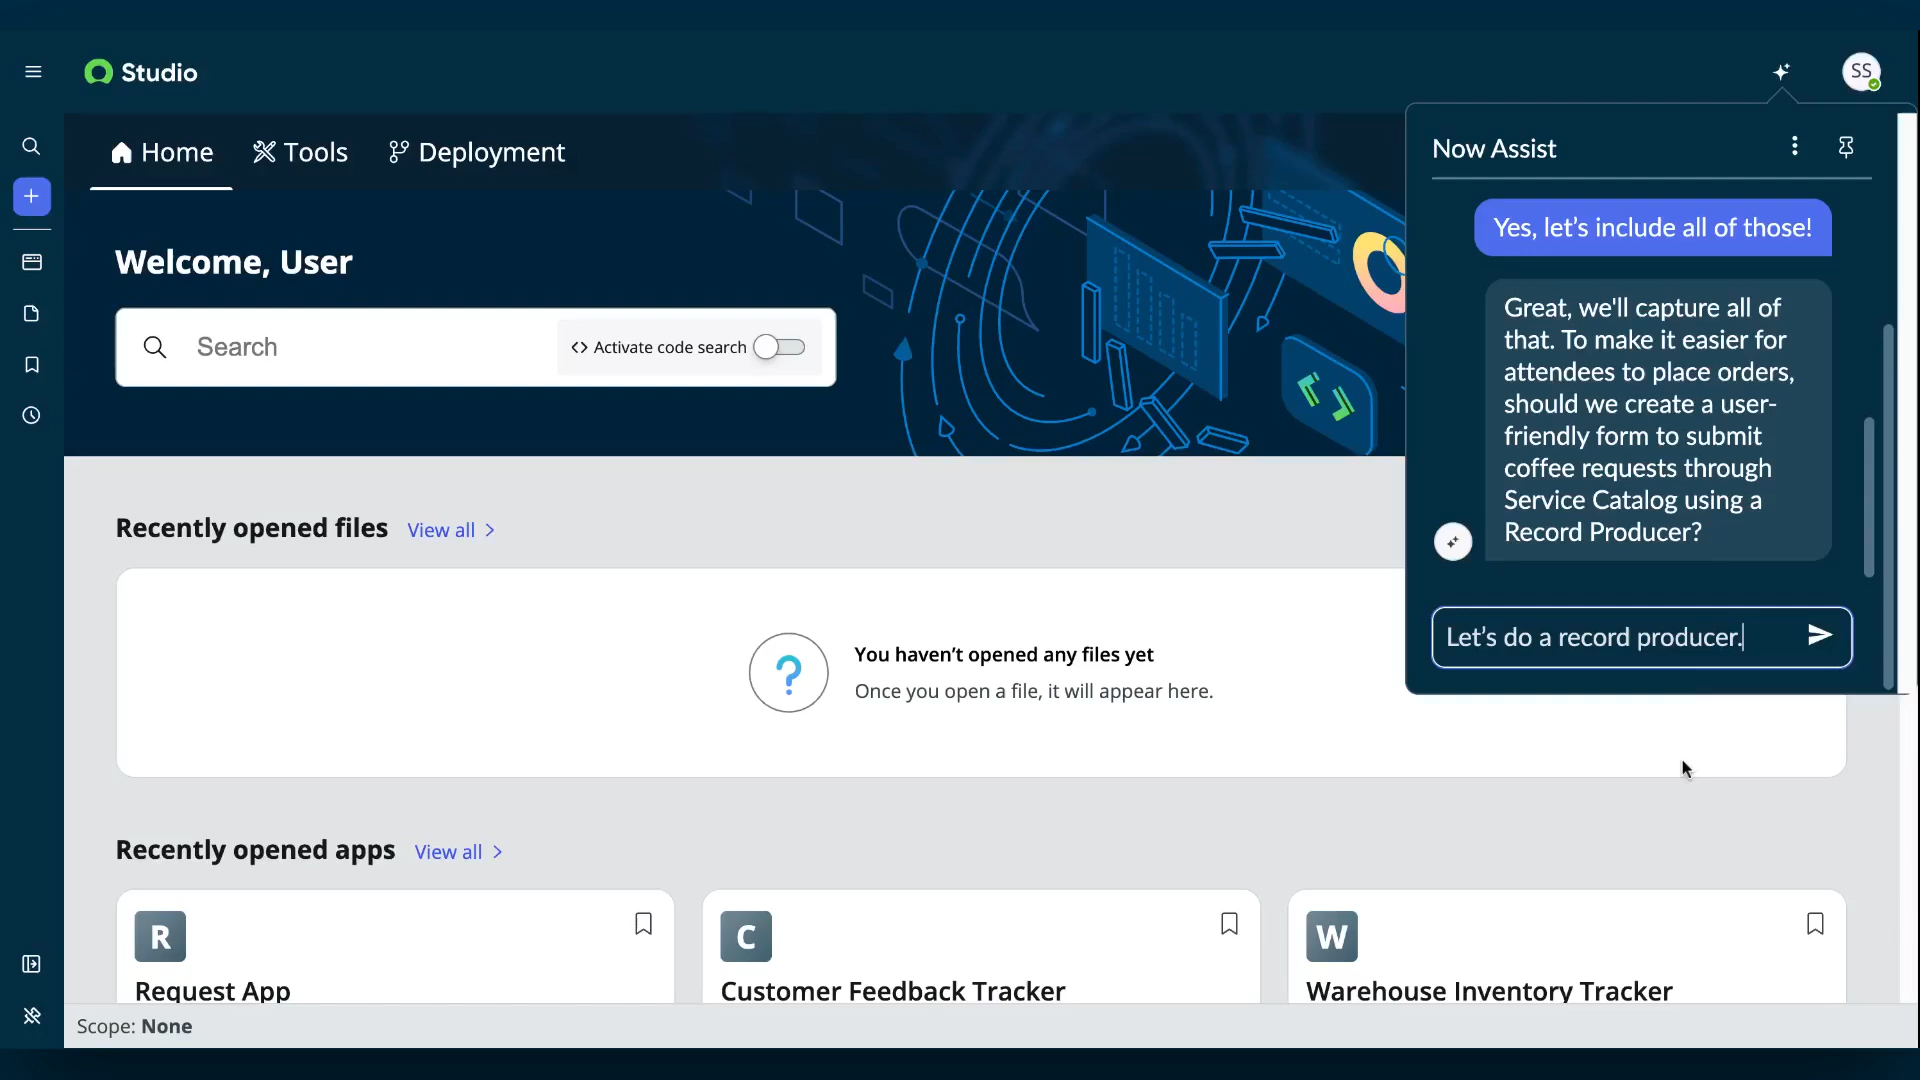 Studio
SS
Home
Tools
Deployment
Welcome, User
Search
<> Activate code search
Now Assist
Yes, let's include all of those!
Great, we'll capture all of
that. To make it easier for
attendees to place orders,
should we create a user-
friendly form to submit
coffee requests through
Service Catalog using a
Record Producer?
Let's do a record producer.
Recently opened files
View all
You haven't opened any files yet
Once you open a file, it will appear here.
Recently opened apps
View all
R
Request App
C
Customer Feedback Tracker
W
Warehouse Inventory Tracker
Scope: None